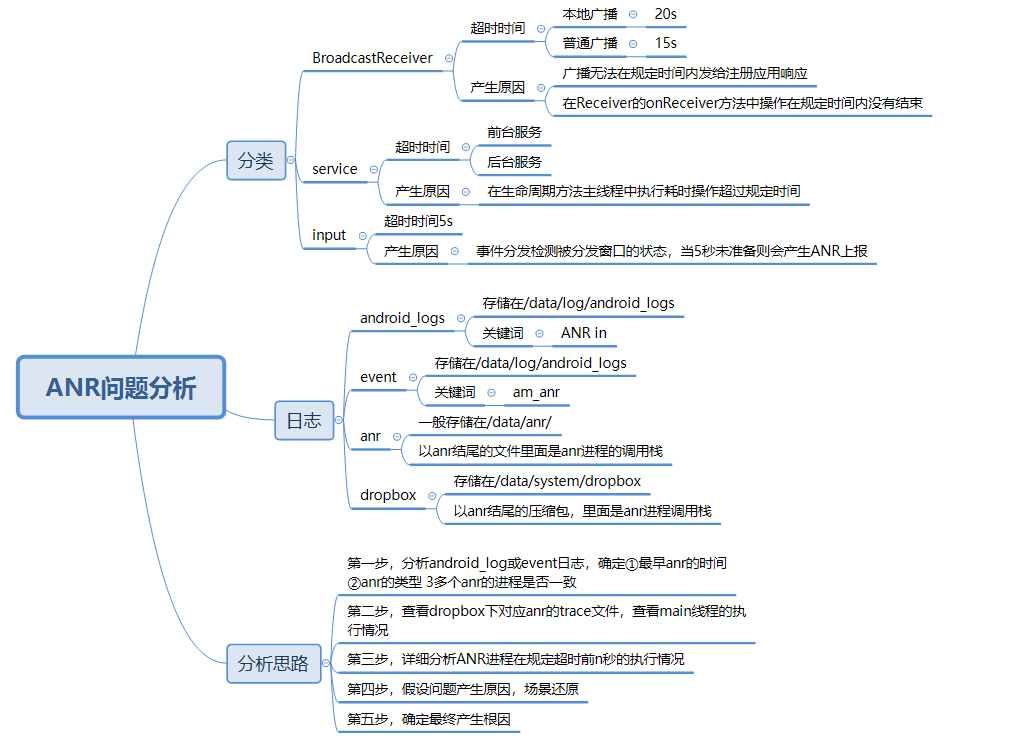 ANR问题分析
分类
BroadcastReceiver
超时时间
本地广播
20s
普通广播
15s
产生原因
广播无法在规定时间内发给注册应用响应
在Receiver的onReceiver方法中操作在规定时间内没有结束
service
超时时间
前台服务
后台服务
产生原因
在生命周期方法主线程中执行耗时操作超过规定时间
input
超时时间5s
产生原因
事件分发检测被分发窗口的状态，当5秒未准备则会产生ANR上报
日志
android_logs
存储在/data/log/android_logs
关键词
ANR in
event
存储在/data/log/android_logs
关键词
am_anr
anr
一般存储在/data/anr/
以anr结尾的文件里面是anr进程的调用栈
dropbox
存储在/data/system/dropbox
以anr结尾的压缩包，里面是anr进程调用栈
分析思路
第一步，分析android_log或event日志，确定①最早anr的时间
②anr的类型 3多个anr的进程是否一致
第二步，查看dropbox下对应anr的trace文件，查看main线程的执
行情况
第三步，详细分析ANR进程在规定超时前n秒的执行情况
第四步，假设问题产生原因，场景还原
第五步，确定最终产生根因